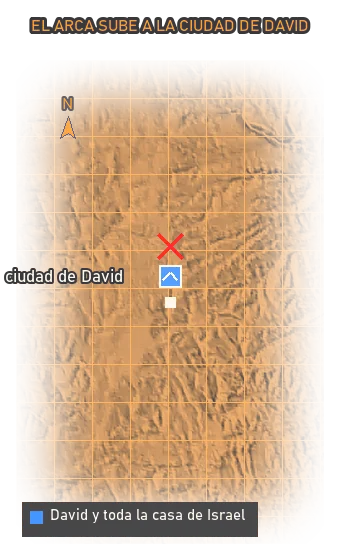 EL ARCA SUBE A LA CIUDAD DE DAVID
N
ciudad de David
David y toda la casa de Israel